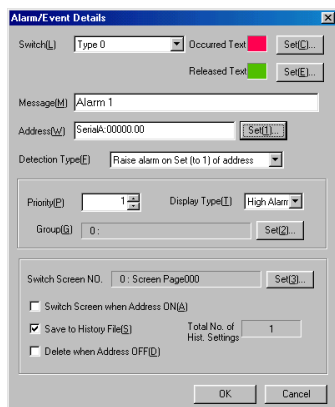 Alarm/Event Details
Switch(L) Type 0 Occurred Text Set(C)...
Released Text Set(E)...
Message(M) Alarm 1
Address(W) SerialA:00000.00 Set(1)...
Detection Type(F) Raise alarm on Set (to 1) of address
Priority(P) 1 Display Type(T) High Alarm
Group(G) 0 : Set(2)...
Switch Screen NO. 0 : Screen Page000 Set(3)...
Switch Screen when Address ON(A)
Save to History File(S) Total No. of Hist. Settings 1
Delete when Address OFF(D)
OK Cancel